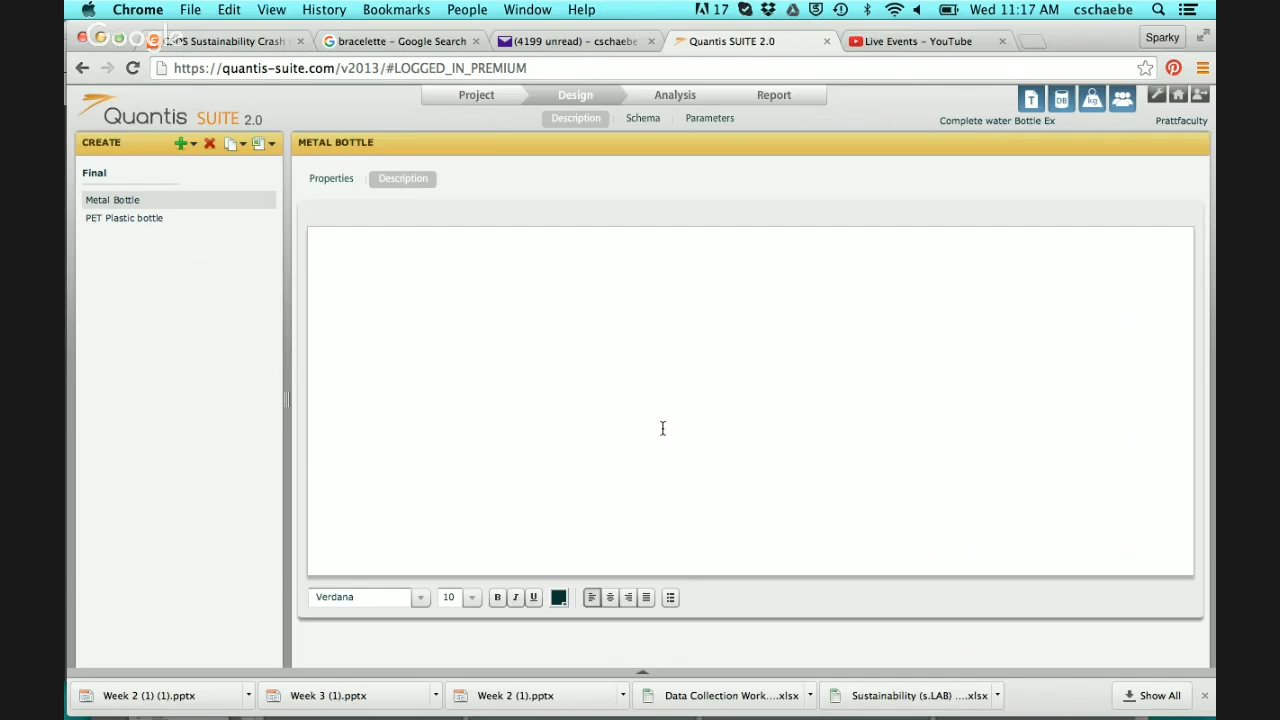 Chrome File Edit View History Bookmarks People Window Help 17 Wed 11:17 AM cschaebe
Google
PS Sustainability Crash
bracelette – Google Search
(4199 unread) – cschaebe
Quantis SUITE 2.0
Live Events – YouTube
Sparky
https://quantis-suite.com/v2013/#LOGGED_IN_PREMIUM
Quantis SUITE 2.0
Project Design Analysis Report
Description Schema Parameters
T DB kg
Complete water Bottle Ex
Prattfaculty
CREATE
METAL BOTTLE
Final
Metal Bottle
PET Plastic bottle
Properties Description
Verdana 10 B I U
Week 2 (1) (1).pptx
Week 3 (1).pptx
Week 2 (1).pptx
Data Collection Work....xlsx
Sustainability (s.LAB) ....xlsx
Show All